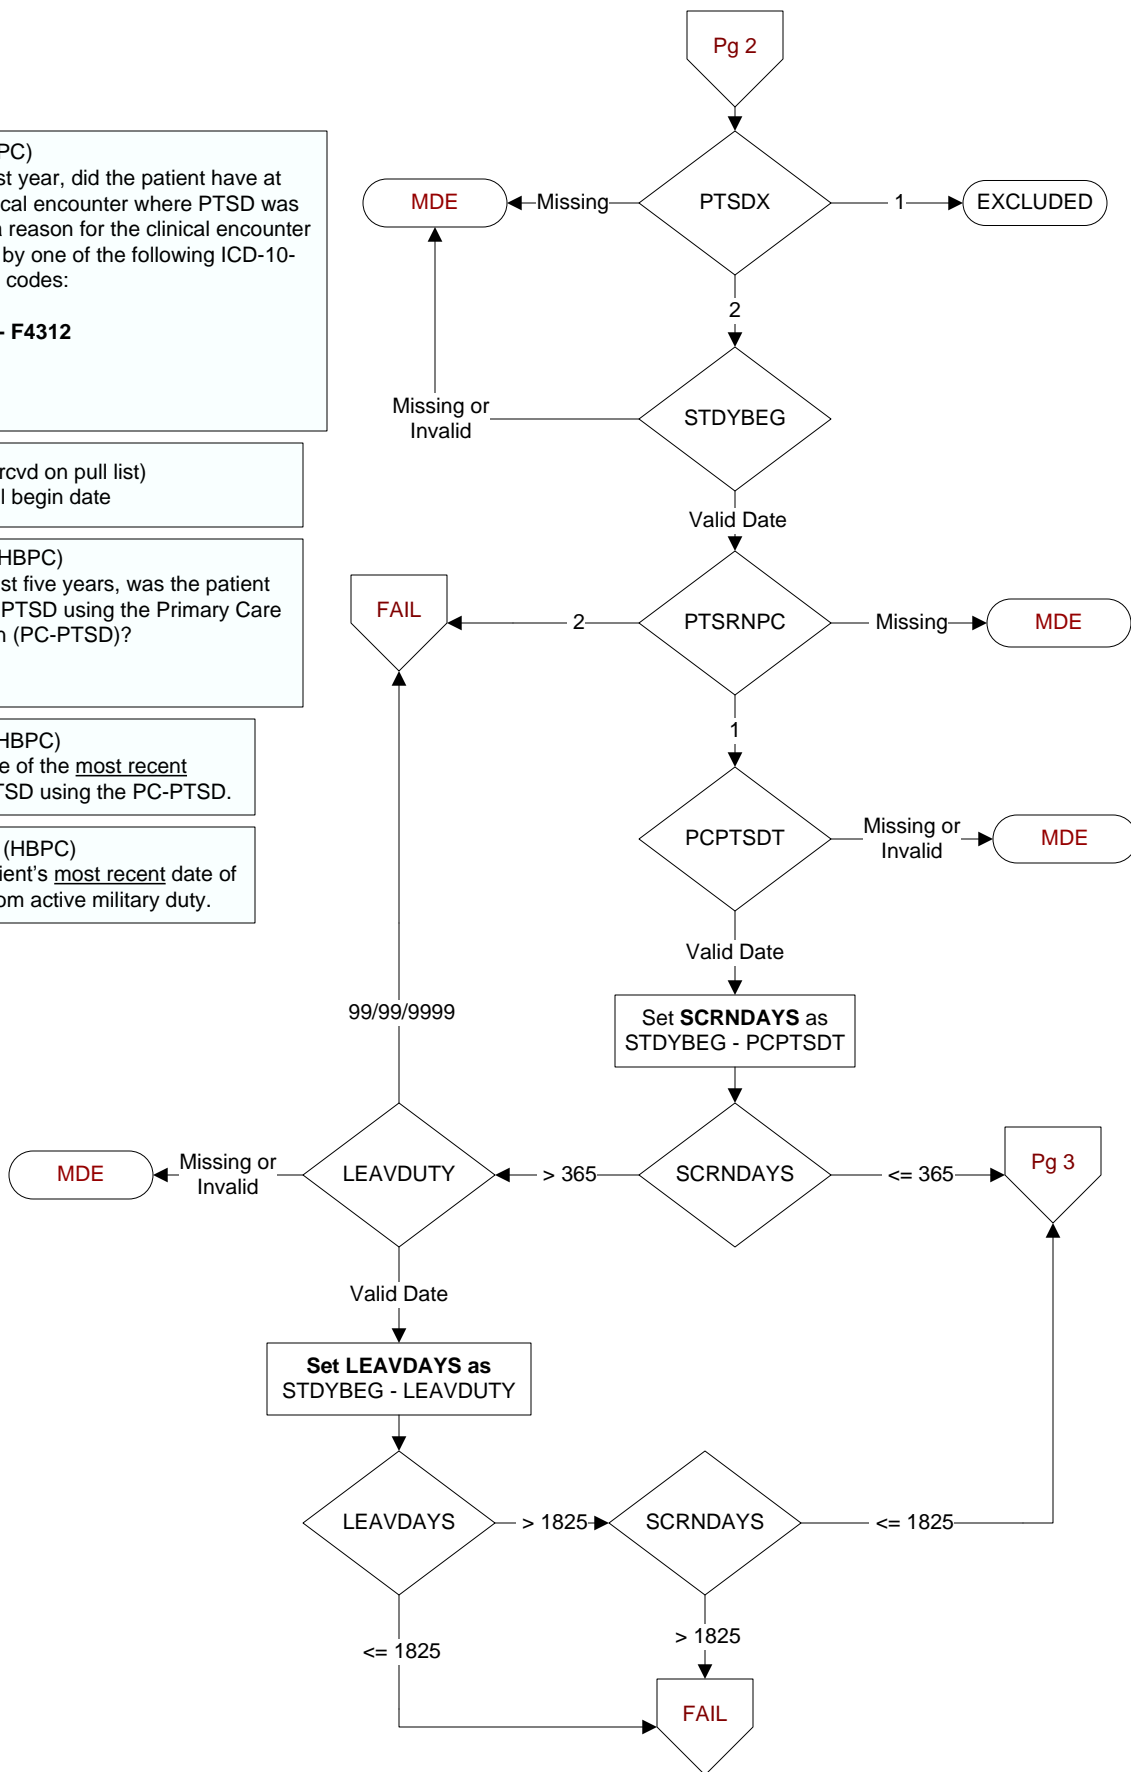 Pg 2
PC)
st year, did the patient have at
ical encounter where PTSD was
a reason for the clinical encounter
by one of the following ICD-10-
codes:
- F4312
rcvd on pull list)
l begin date
HBPC)
st five years, was the patient
PTSD using the Primary Care
n (PC-PTSD)?
HBPC)
e of the most recent
TSD using the PC-PTSD.
(HBPC)
ient's most recent date of
om active military duty.
MDE
Missing
PTSDX
1
EXCLUDED
2
Missing or
Invalid
STDYBEG
Valid Date
FAIL
2
PTSRNPC
Missing
MDE
1
PCPTSDT
Missing or
Invalid
MDE
Valid Date
99/99/9999
Set SCRNDAYS as
STDYBEG - PCPTSDT
MDE
Missing or
Invalid
LEAVDUTY
> 365
SCRNDAYS
<= 365
Pg 3
Valid Date
Set LEAVDAYS as
STDYBEG - LEAVDUTY
LEAVDAYS
> 1825
SCRNDAYS
<= 1825
<= 1825
> 1825
FAIL